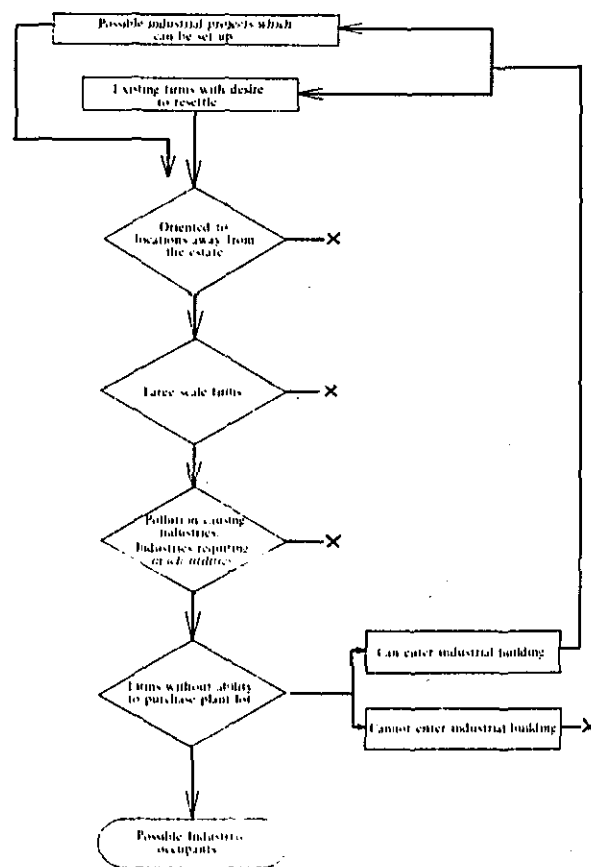 Possible industrial projects which
can be set up
Existing firms with desire
to resettle
Oriented to
locations away from
the estate
Large scale firms
Pollution causing
industries.
Industries requiring
much utilities
Firms without ability
to purchase plant lot
Can enter industrial building
Cannot enter industrial building
Possible Industrial
occupants